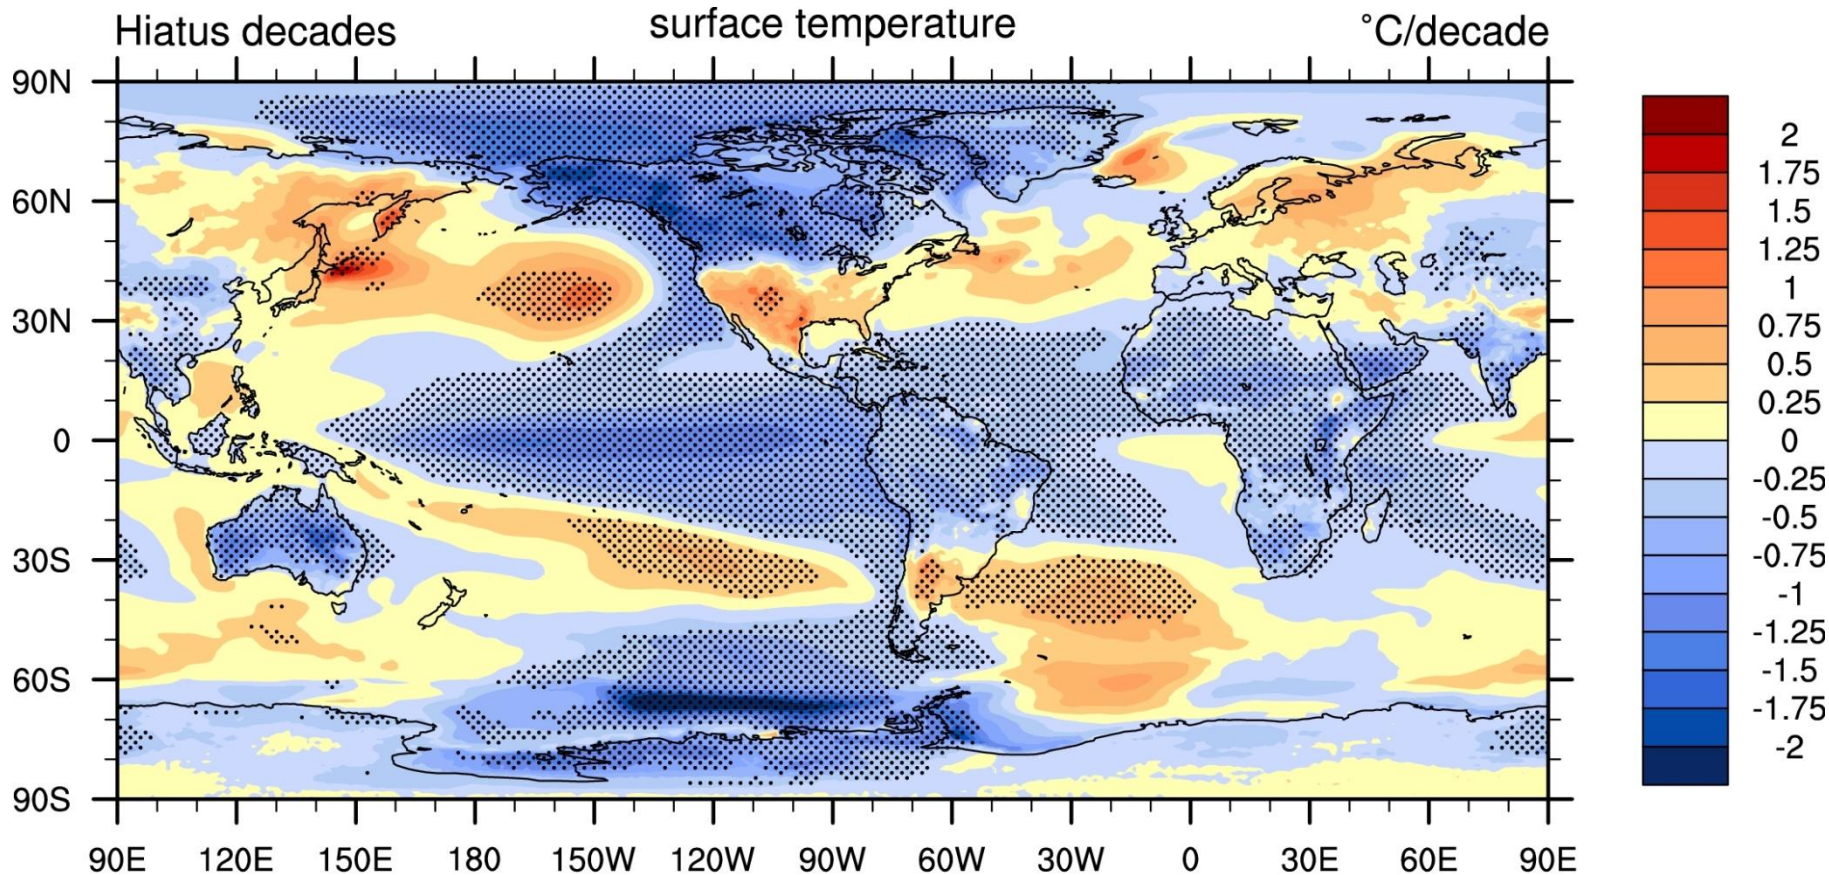 Hiatus decades surface temperature °C/decade
90N
60N
30N
0
30S
60S
90S
90E 120E 150E 180 150W 120W 90W 60W 30W 0 30E 60E 90E
2
1.75
1.5
1.25
1
0.75
0.5
0.25
0
-0.25
-0.5
-0.75
-1
-1.25
-1.5
-1.75
-2